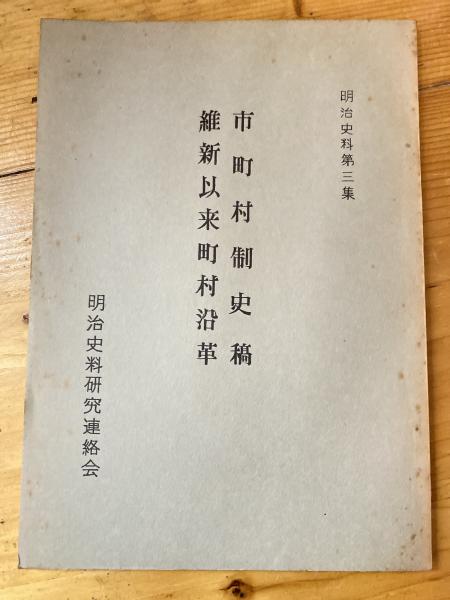 明治史料第三集
市町村制史稿
維新以来町村沿革
明治史料研究連絡会